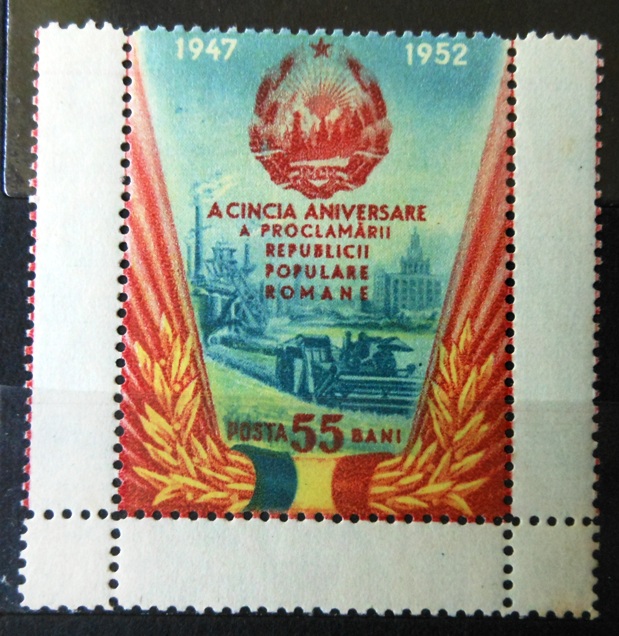 1947 1952
A CINCIA ANIVERSARE
A PROCLAMĂRII
REPUBLICII
POPULARE
ROMANE
POSTA 55 BANI